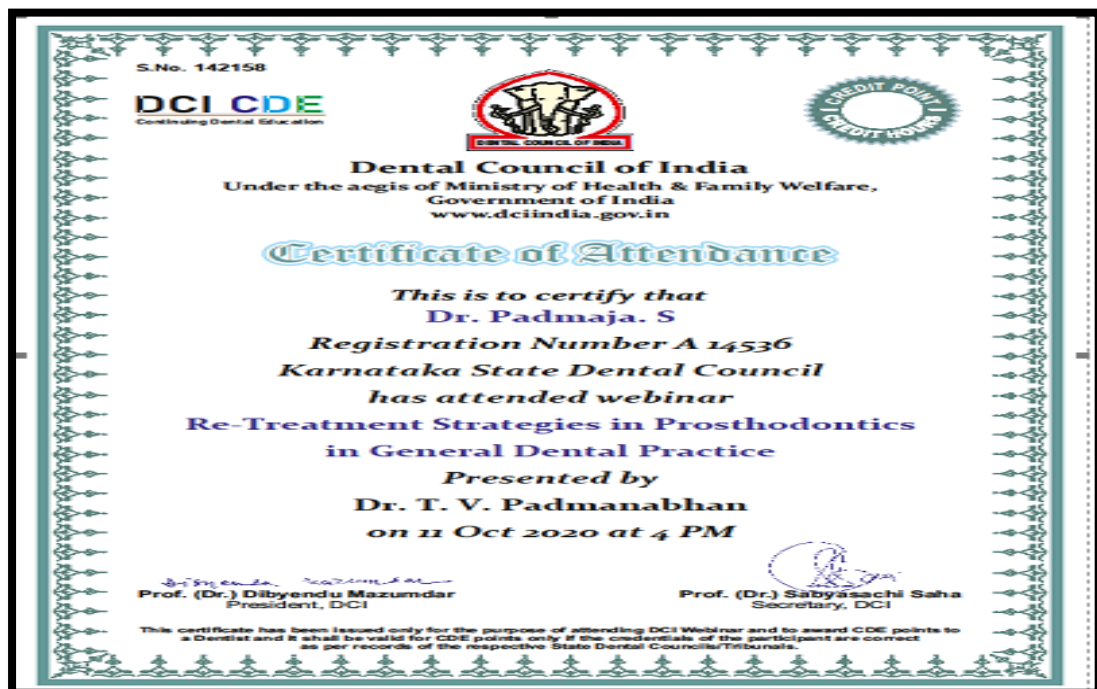 S.No. 142158
DCI CDE
Continuing Dental Education
DENTAL COUNCIL OF INDIA
CREDIT POINT
CREDIT HOURS
Dental Council of India
Under the aegis of Ministry of Health & Family Welfare,
Government of India
www.dciindia.gov.in
Certificate of Attendance
This is to certify that
Dr. Padmaja. S
Registration Number A 14536
Karnataka State Dental Council
has attended webinar
Re-Treatment Strategies in Prosthodontics
in General Dental Practice
Presented by
Dr. T. V. Padmanabhan
on 11 Oct 2020 at 4 PM
Prof. (Dr.) Dibyendu Mazumdar
President, DCI
Prof. (Dr.) Sabyasachi Saha
Secretary, DCI
This certificate has been issued only for the purpose of attending DCI Webinar and to award CDE points to
a Dentist and it shall be valid for CDE points only if the credentials of the participant are correct
as per records of the respective State Dental Councils/Tribunals.